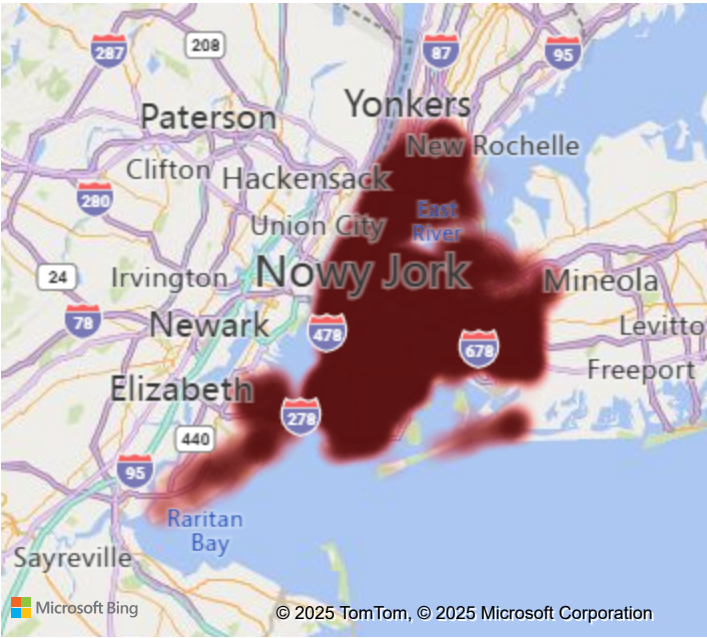 287
208
87
95
Yonkers
Paterson
New Rochelle
Clifton
Hackensack
280
East
River
Union City
24
Irvington
Nowy Jork
Mineola
78
Newark
478
678
Levitto
Freeport
Elizabeth
278
440
95
Raritan
Bay
Sayreville
Microsoft Bing
© 2025 TomTom, © 2025 Microsoft Corporation